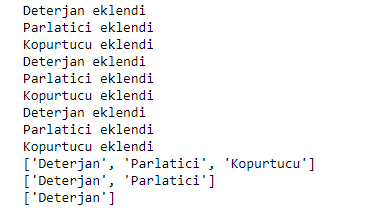 Deterjan eklendi
Parlatici eklendi
Kopurtucu eklendi
Deterjan eklendi
Parlatici eklendi
Kopurtucu eklendi
Deterjan eklendi
Parlatici eklendi
Kopurtucu eklendi
['Deterjan', 'Parlatici', 'Kopurtucu']
['Deterjan', 'Parlatici']
['Deterjan']